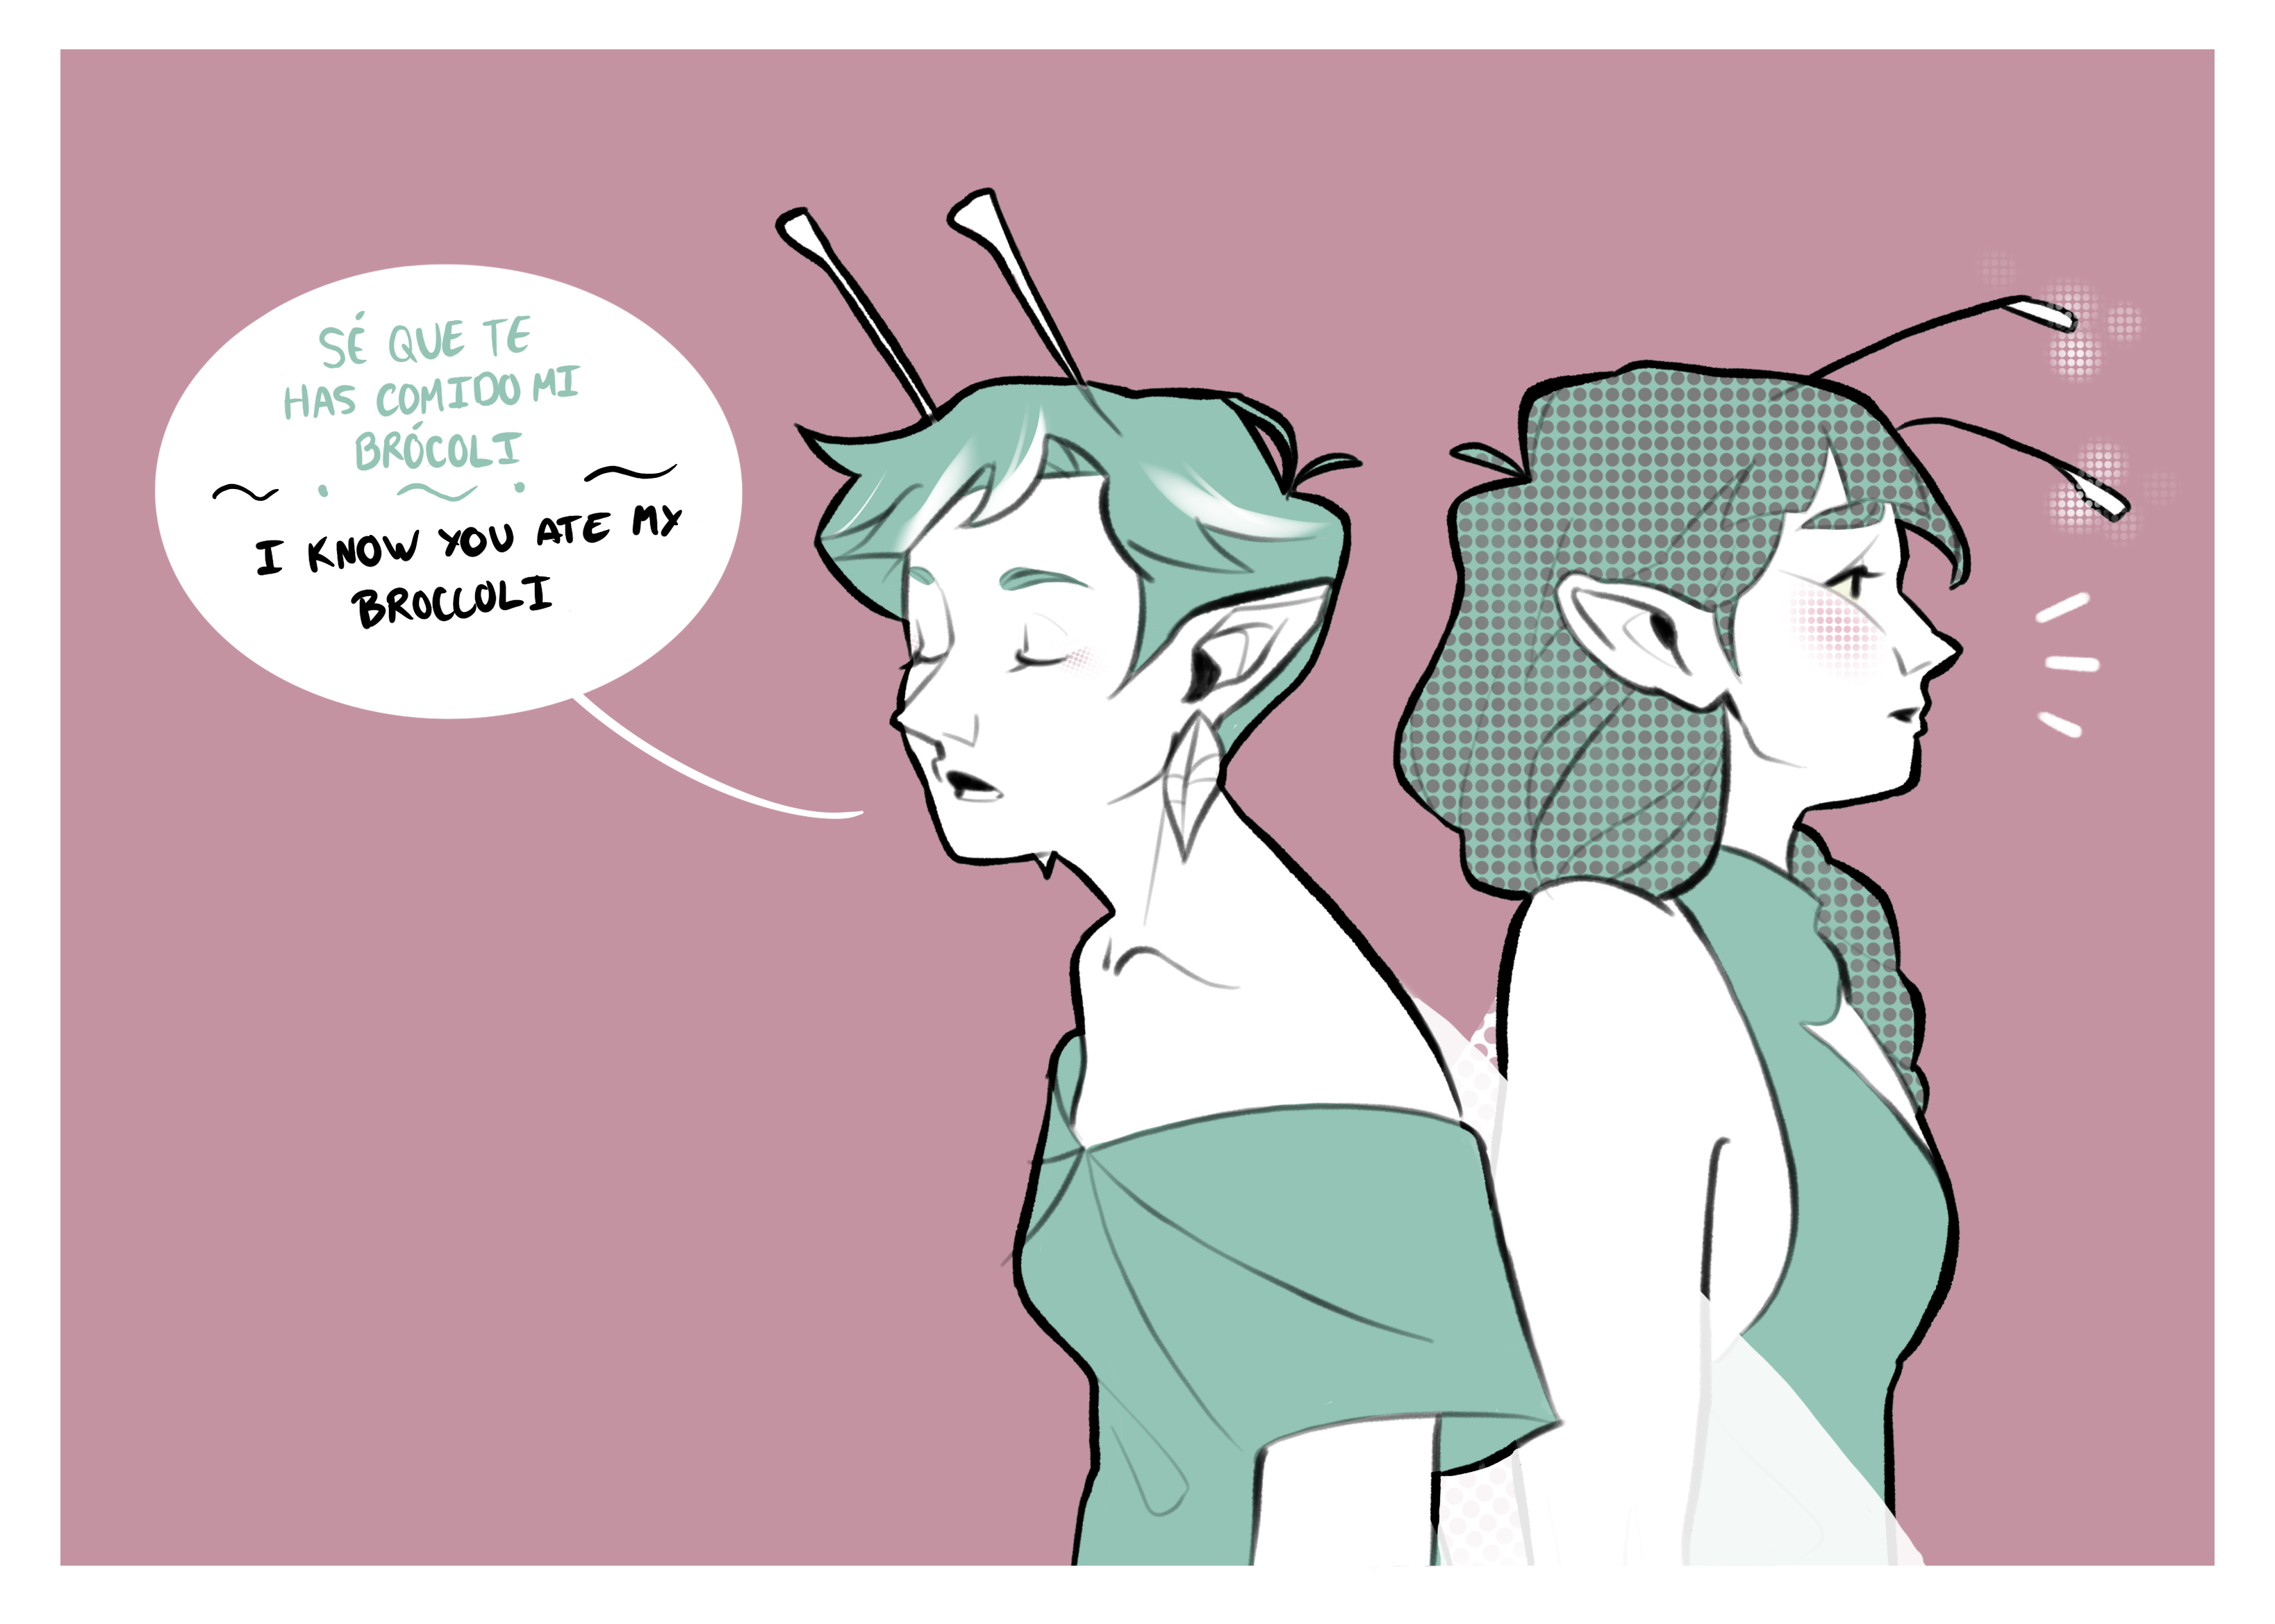 SÉ QUE TE
HAS COMIDO MI
BRÓCOLI
I KNOW YOU ATE MY
BROCCOLI